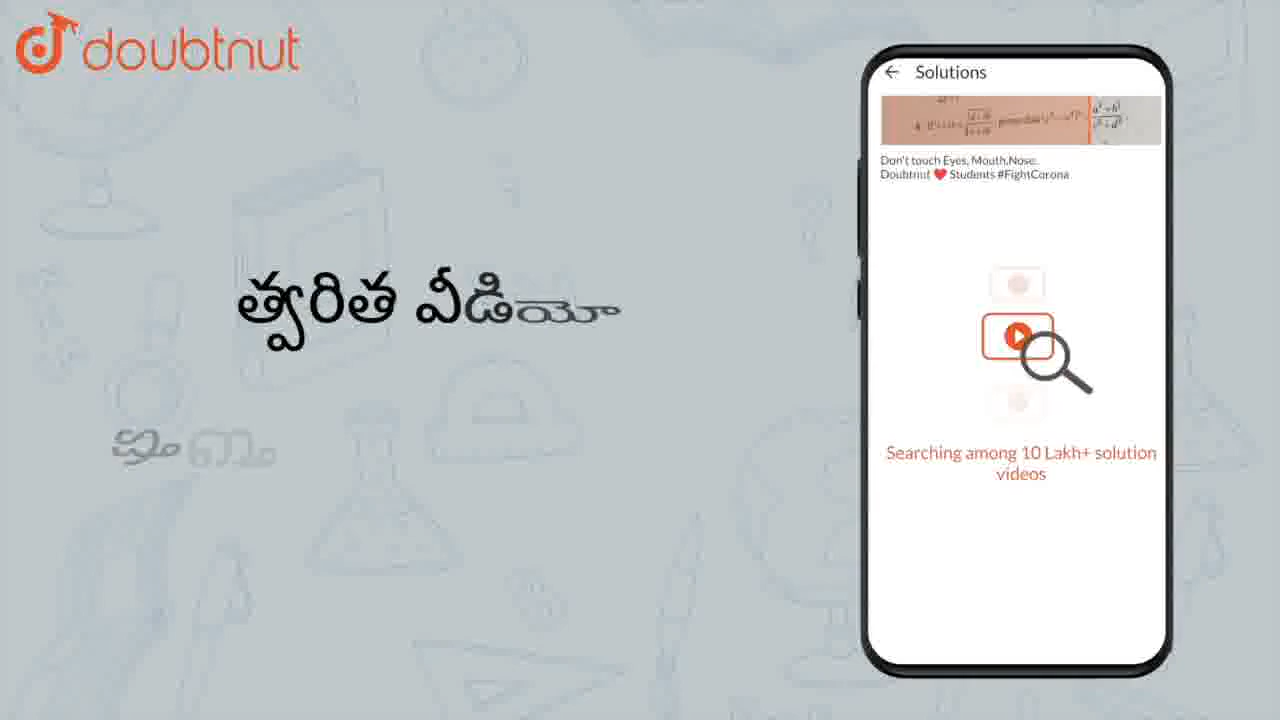 doubtnut
Solutions
Don't touch Eyes, Mouth,Nose.
Doubtnut ❤️ Students #FightCorona
త్వరిత వీడియో
Searching among 10 Lakh+ solution
videos